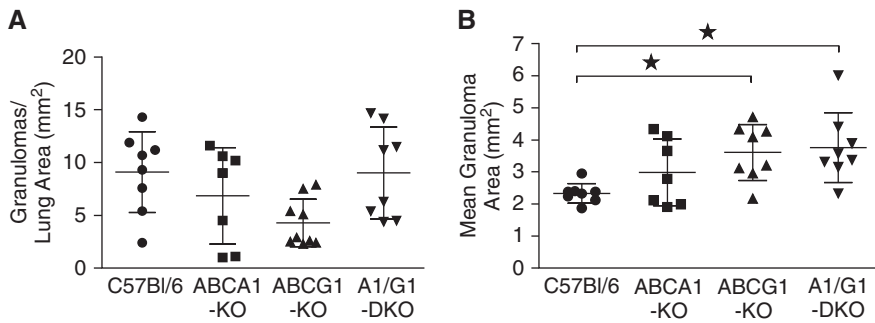 A
Granulomas/
Lung Area (mm²)
20
15
10
5
0
C57Bl/6
ABCA1
-KO
ABCG1
-KO
A1/G1
-DKO
B
Mean Granuloma
Area (mm²)
7
6
5
4
3
2
1
0
C57Bl/6
ABCA1
-KO
ABCG1
-KO
A1/G1
-DKO